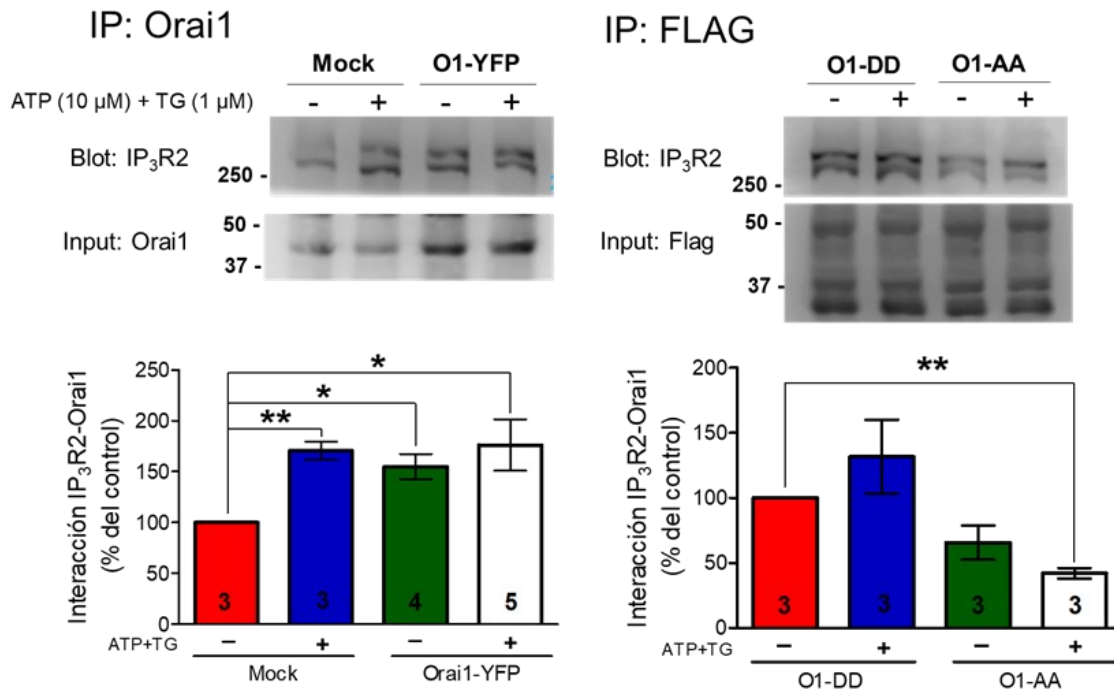 IP: Orai1
Mock O1-YFP
ATP (10 µM) + TG (1 µM) - + - +
Blot: IP₃R2
250 -
50 -
Input: Orai1
37 -
IP: FLAG
O1-DD O1-AA
- + - +
Blot: IP₃R2
250 -
50 -
Input: Flag
37 -
Interacción IP₃R2-Orai1
(% del control)
250
200
150
100
50
0
*
*
**
3 3 4 5
ATP+TG − + − +
Mock Orai1-YFP
Interacción IP₃R2-Orai1
(% del control)
200
150
100
50
0
**
3 3 3 3
ATP+TG − + − +
O1-DD O1-AA